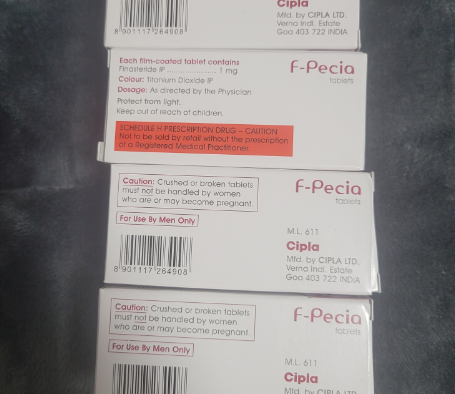 Cipla
Mfd. by CIPLA LTD.
Verna Indl. Estate
Goa 403 722 INDIA
8 901117 264908
Each film-coated tablet contains
Finasteride IP .................... 1 mg
Colour: Titanium Dioxide IP
Dosage: As directed by the Physician
Protect from light.
Keep out of reach of children.
F-Pecia
tablets
SCHEDULE H PRESCRIPTION DRUG – CAUTION
Not to be sold by retail without the prescription
of a Registered Medical Practitioner.
Caution: Crushed or broken tablets
must not be handled by women
who are or may become pregnant.
For Use By Men Only
F-Pecia
tablets
M.L. 611
Cipla
Mfd. by CIPLA LTD.
Verna Indl. Estate
Goa 403 722 INDIA
8 901117 264908
Caution: Crushed or broken tablets
must not be handled by women
who are or may become pregnant.
For Use By Men Only
F-Pecia
tablets
M.L. 611
Cipla
Mfd. by CIPLA LTD.